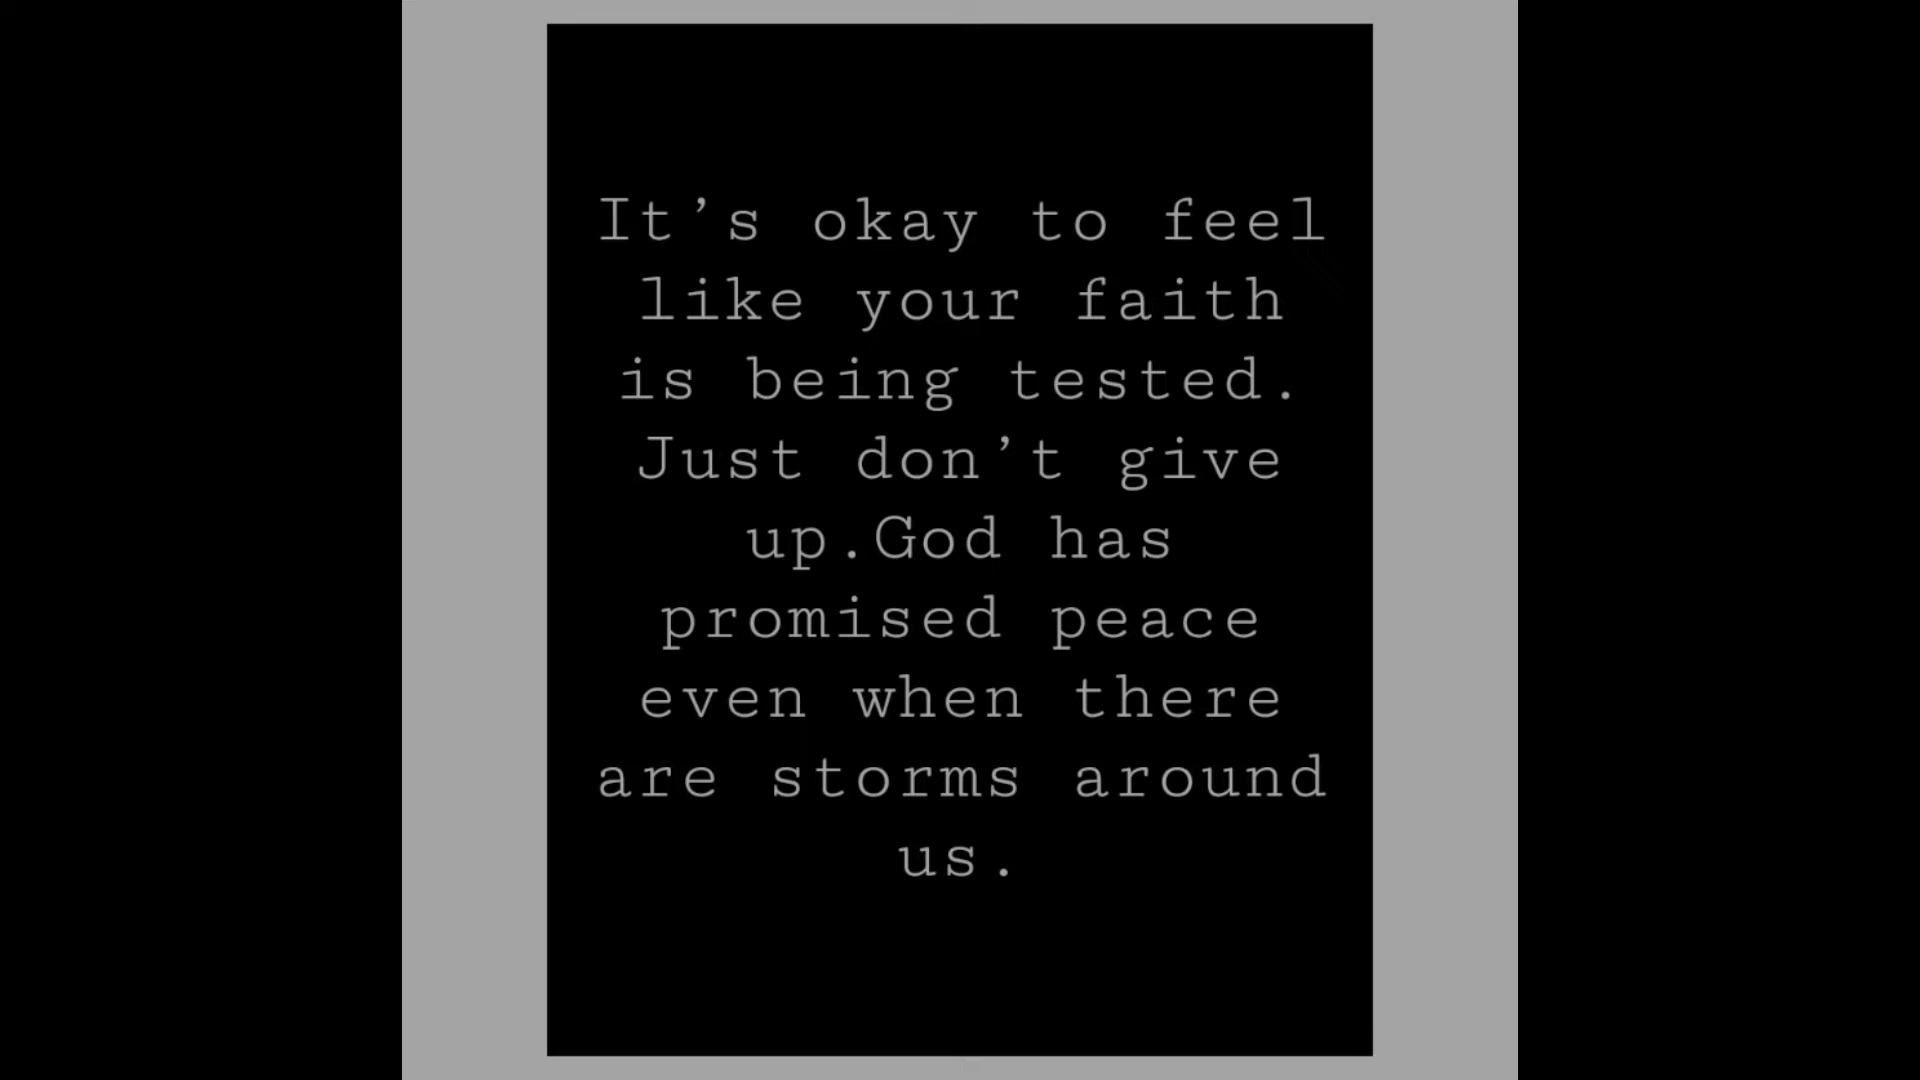 It’s okay to feel
like your faith
is being tested.
Just don’t give
up.God has
promised peace
even when there
are storms around
us.